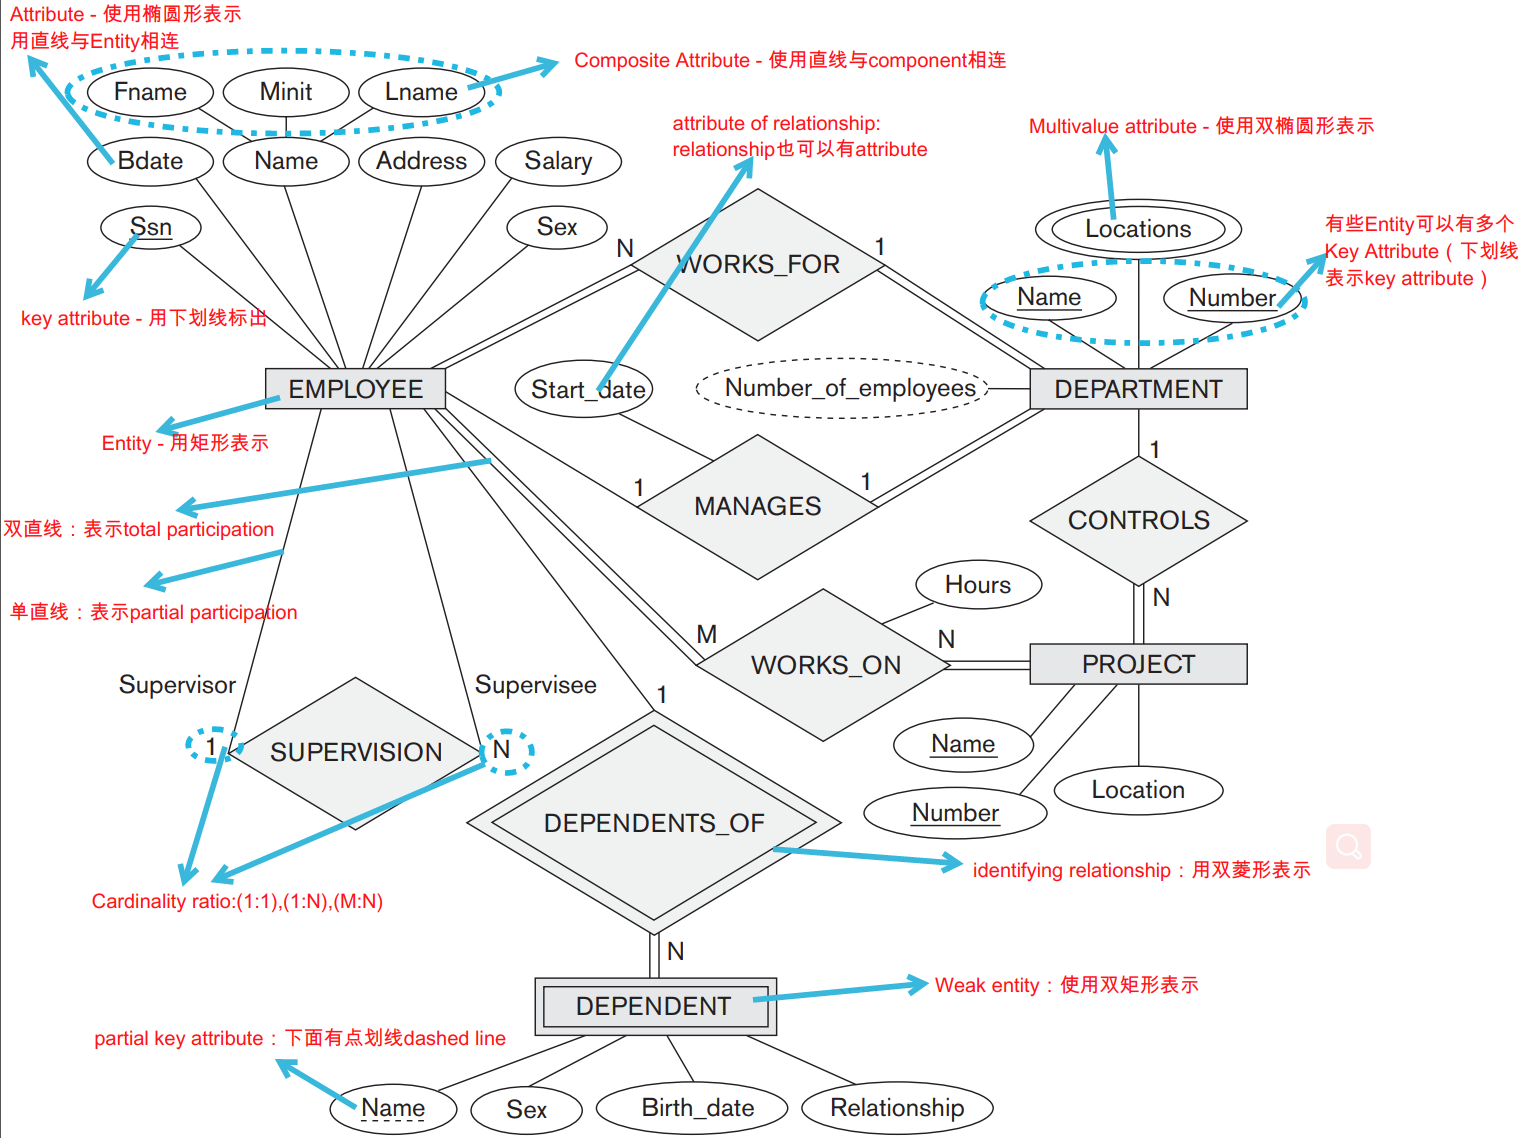 Attribute - 使用椭圆形表示
用直线与Entity相连
Composite Attribute - 使用直线与component相连
Fname
Minit
Lname
attribute of relationship:
relationship也可以有attribute
Multivalue attribute - 使用双椭圆形表示
Bdate
Name
Address
Salary
Ssn
Sex
N
WORKS_FOR
1
Locations
有些Entity可以有多个
Key Attribute（下划线
表示key attribute）
Name
Number
key attribute - 用下划线标出
EMPLOYEE
Start_date
Number_of_employees
DEPARTMENT
Entity - 用矩形表示
1
MANAGES
1
1
CONTROLS
N
双直线：表示total participation
单直线：表示partial participation
Hours
M
WORKS_ON
N
PROJECT
Supervisor
Supervisee
1
SUPERVISION
N
1
Name
Number
Location
DEPENDENTS_OF
identifying relationship：用双菱形表示
Cardinality ratio:(1:1),(1:N),(M:N)
N
DEPENDENT
Weak entity：使用双矩形表示
partial key attribute：下面有点划线dashed line
Name
Sex
Birth_date
Relationship